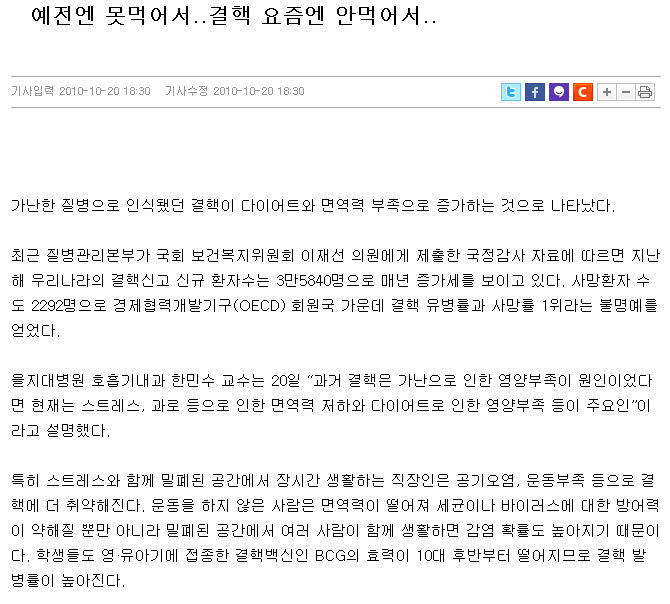 예전엔 못먹어서..결핵 요즘엔 안먹어서..
기사입력 2010-10-20 18:30 기사수정 2010-10-20 18:30
가난한 질병으로 인식됐던 결핵이 다이어트와 면역력 부족으로 증가하는 것으로 나타났다.
최근 질병관리본부가 국회 보건복지위원회 이재선 의원에게 제출한 국정감사 자료에 따르면 지난
해 우리나라의 결핵신고 신규 환자수는 3만5840명으로 매년 증가세를 보이고 있다. 사망환자 수
도 2292명으로 경제협력개발기구(OECD) 회원국 가운데 결핵 유병률과 사망률 1위라는 불명예를
얻었다.
을지대병원 호흡기내과 한민수 교수는 20일 “과거 결핵은 가난으로 인한 영양부족이 원인이었다
면 현재는 스트레스, 과로 등으로 인한 면역력 저하와 다이어트로 인한 영양부족 등이 주요인”이
라고 설명했다.
특히 스트레스와 함께 밀폐된 공간에서 장시간 생활하는 직장인은 공기오염, 운동부족 등으로 결
핵에 더 취약해진다. 운동을 하지 않은 사람은 면역력이 떨어져 세균이나 바이러스에 대한 방어력
이 약해질 뿐만 아니라 밀폐된 공간에서 여러 사람이 함께 생활하면 감염 확률도 높아지기 때문이
다. 학생들도 영·유아기에 접종한 결핵백신인 BCG의 효력이 10대 후반부터 떨어지므로 결핵 발
병률이 높아진다.